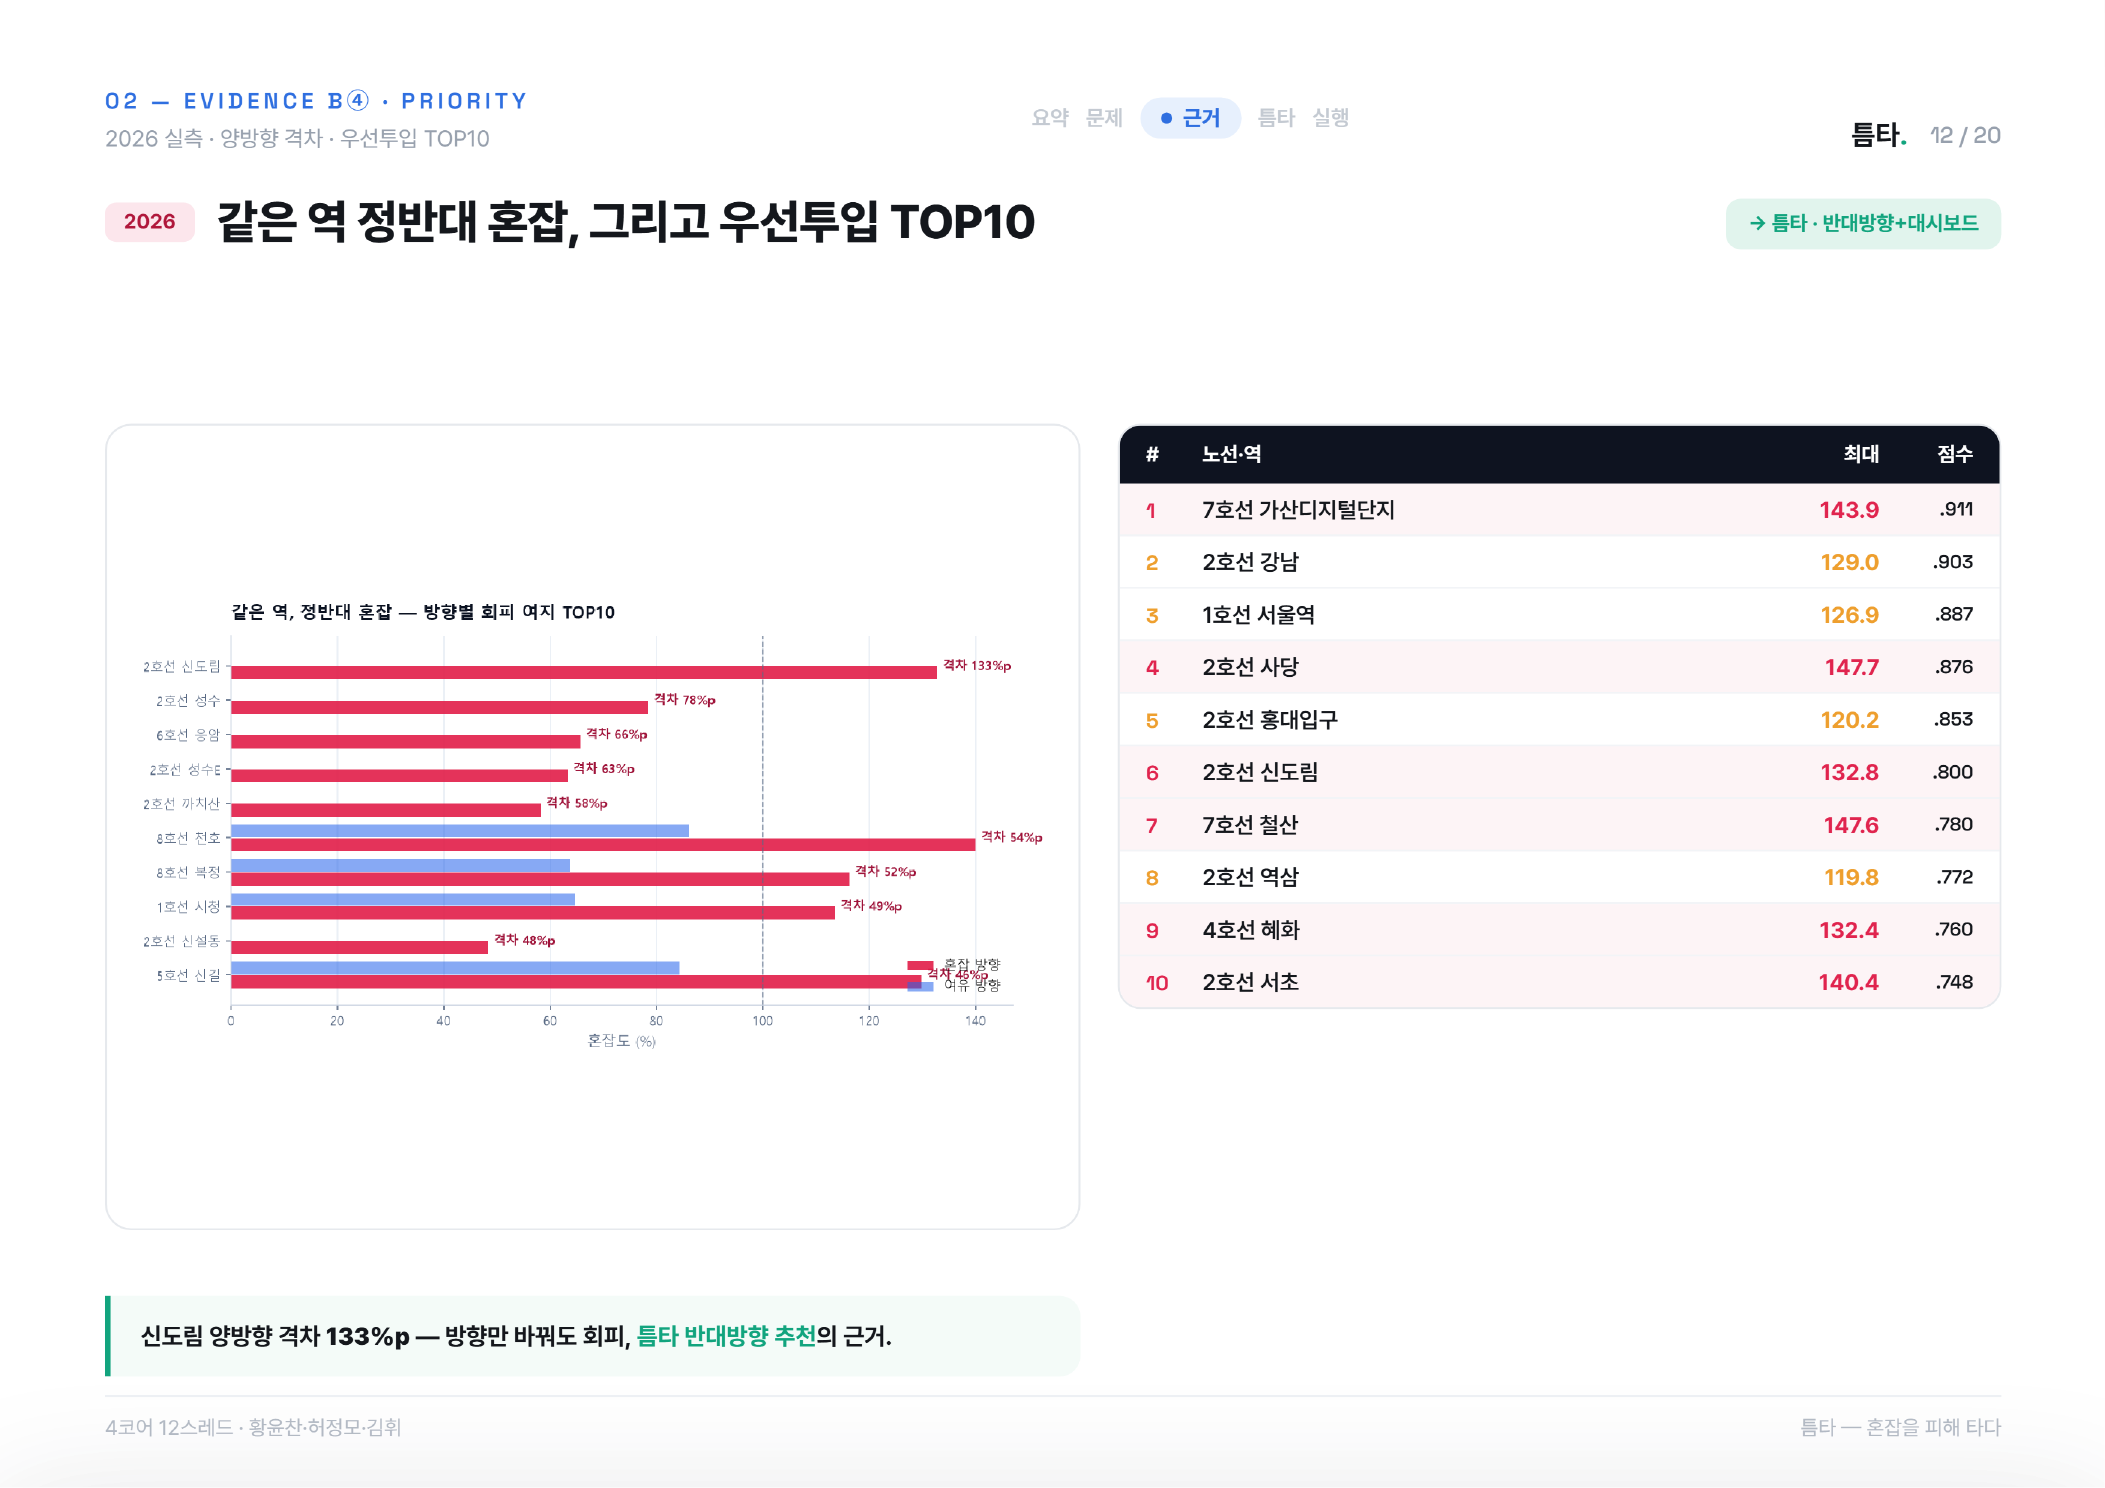 02 — EVIDENCE B④ · PRIORITY
2026 실측 · 양방향 격차 · 우선투입 TOP10
요약 문제 • 근거 틈타 실행
틈타. 12 / 20
2026 같은 역 정반대 혼잡, 그리고 우선투입 TOP10
→ 틈타 · 반대방향+대시보드
같은 역, 정반대 혼잡 — 방향별 회피 여지 TOP10
2호선 신도림 격차 133%p
2호선 성수 격차 78%p
6호선 응암 격차 66%p
2호선 성수E 격차 63%p
2호선 까치산 격차 58%p
8호선 천호 격차 54%p
8호선 복정 격차 52%p
1호선 시청 격차 49%p
2호선 신설동 격차 48%p
5호선 신길 격차 46%p
혼잡 방향
여유 방향
0 20 40 60 80 100 120 140
혼잡도 (%)
# 노선·역 최대 점수
1 7호선 가산디지털단지 143.9 .911
2 2호선 강남 129.0 .903
3 1호선 서울역 126.9 .887
4 2호선 사당 147.7 .876
5 2호선 홍대입구 120.2 .853
6 2호선 신도림 132.8 .800
7 7호선 철산 147.6 .780
8 2호선 역삼 119.8 .772
9 4호선 혜화 132.4 .760
10 2호선 서초 140.4 .748
신도림 양방향 격차 133%p — 방향만 바꿔도 회피, 틈타 반대방향 추천의 근거.
4코어 12스레드 · 황윤찬·허정모·김휘
틈타 — 혼잡을 피해 타다